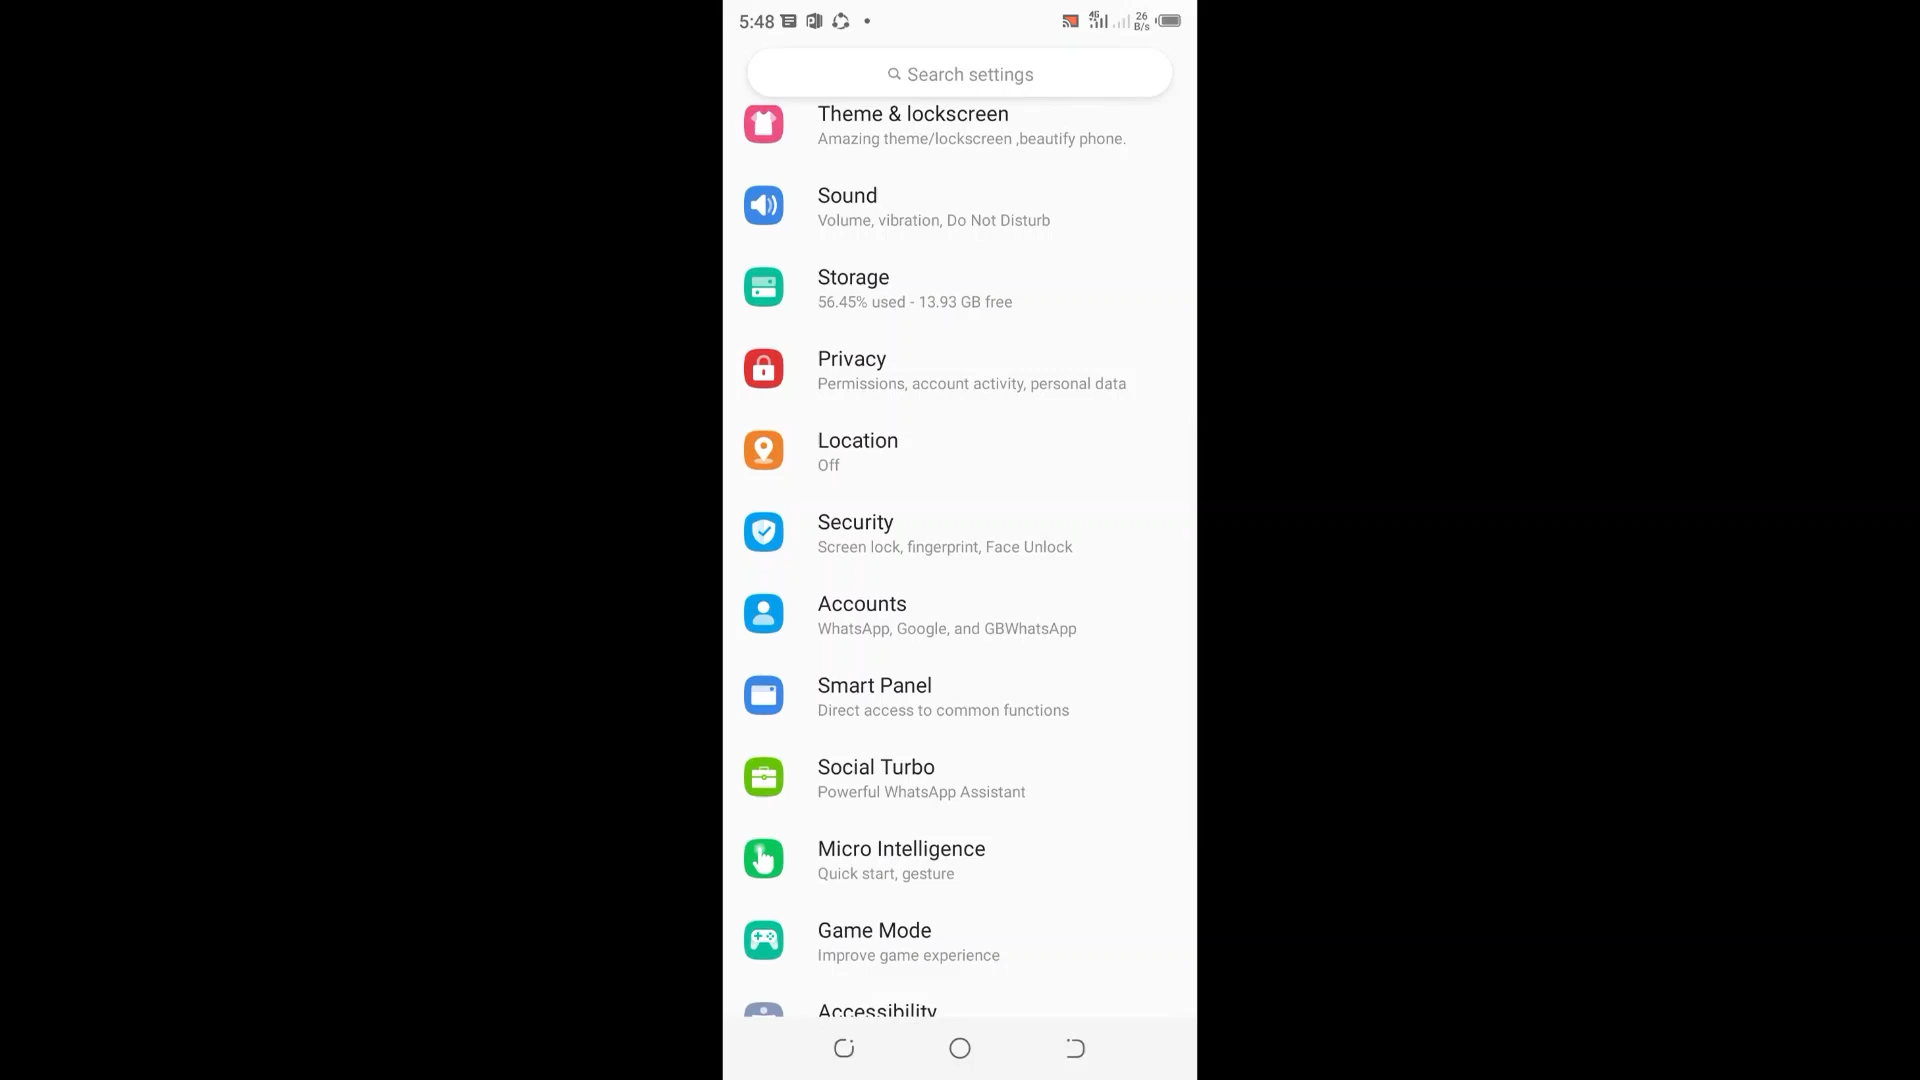 5:48
4G
26
B/s
Search settings
Theme & lockscreen
Amazing theme/lockscreen ,beautify phone.
Sound
Volume, vibration, Do Not Disturb
Storage
56.45% used - 13.93 GB free
Privacy
Permissions, account activity, personal data
Location
Off
Security
Screen lock, fingerprint, Face Unlock
Accounts
WhatsApp, Google, and GBWhatsApp
Smart Panel
Direct access to common functions
Social Turbo
Powerful WhatsApp Assistant
Micro Intelligence
Quick start, gesture
Game Mode
Improve game experience
Accessibility